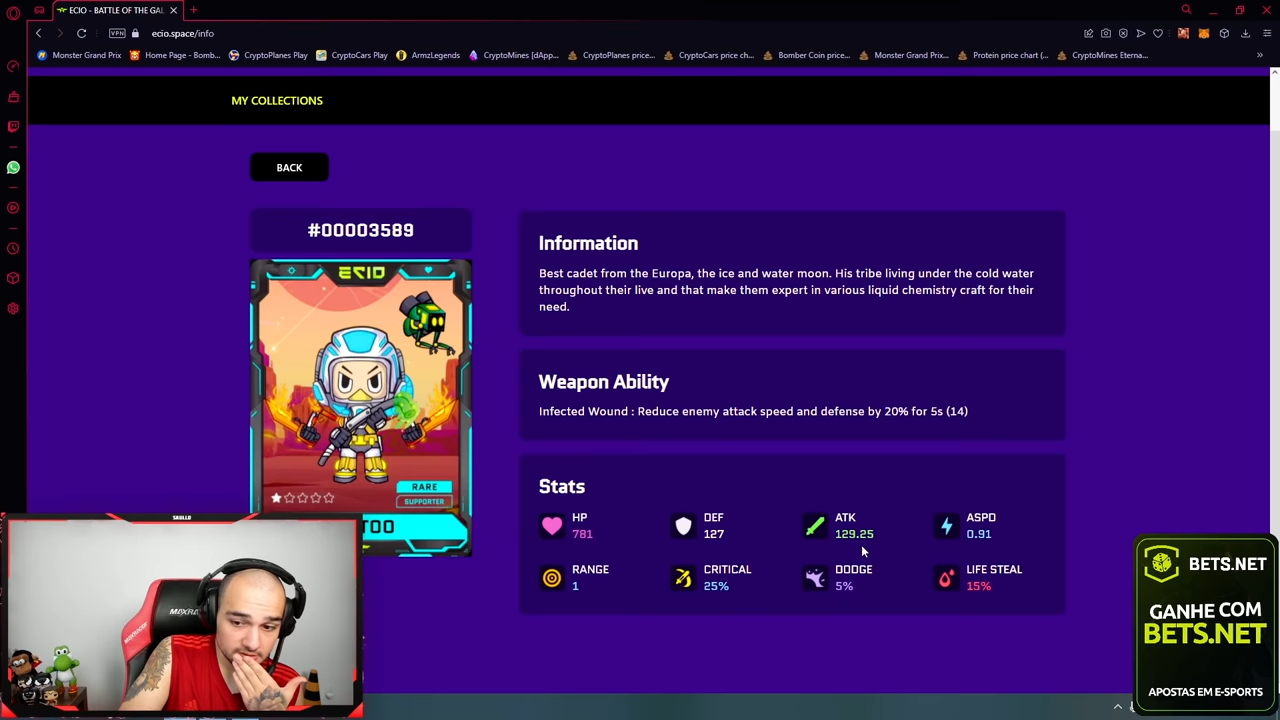 ECIO - BATTLE OF THE GAL
VPN
ecio.space/info
Monster Grand Prix
Home Page - Bomb...
CryptoPlanes Play
CryptoCars Play
ArmzLegends
CryptoMines [dApp...
CryptoPlanes price...
CryptoCars price ch...
Bomber Coin price...
Monster Grand Prix...
Protein price chart (...
CryptoMines Eterna...
MY COLLECTIONS
BACK
#00003589
ECIO
RARE
SUPPORTER
TOO
Information
Best cadet from the Europa, the ice and water moon. His tribe living under the cold water
throughout their live and that make them expert in various liquid chemistry craft for their
need.
Weapon Ability
Infected Wound : Reduce enemy attack speed and defense by 20% for 5s (14)
Stats
HP
781
DEF
127
ATK
129.25
ASPD
0.91
RANGE
1
CRITICAL
25%
DODGE
5%
LIFE STEAL
15%
SKULLO
BETS.NET
GANHE COM
BETS.NET
APOSTAS EM E-SPORTS